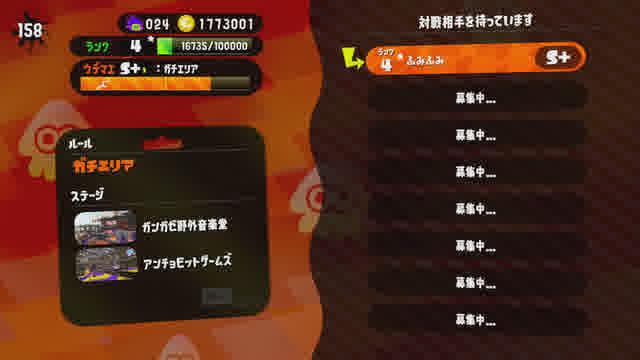 158
024
1773001
ランク 4★ 16735/100000
ウデマエ S+ : ガチエリア
ルール
ガチエリア
ステージ
ガンガゼ野外音楽堂
アンチョビットゲームズ
対戦相手を待っています
ランク
4★ ふみふみ S+
募集中...
募集中...
募集中...
募集中...
募集中...
募集中...
募集中...